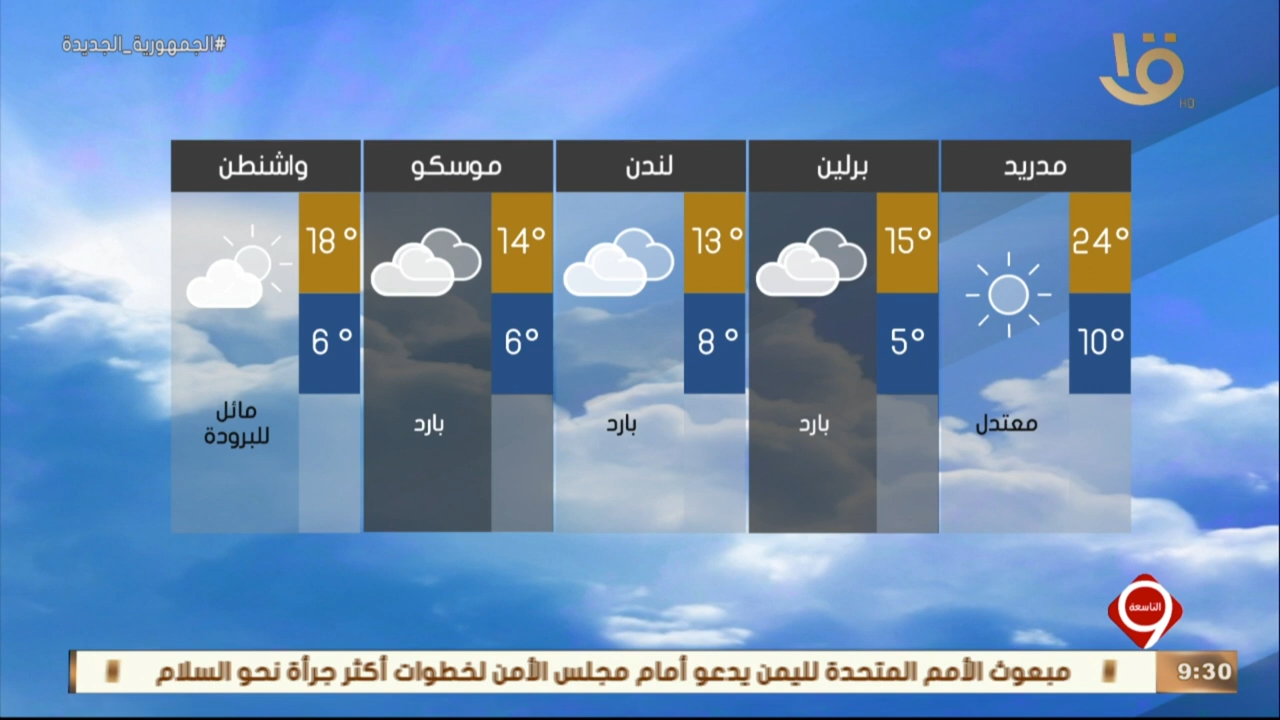 #الجمهورية_الجديدة
HD
مدريد
24°
10°
معتدل
برلين
15°
5°
بارد
لندن
13°
8°
بارد
موسكو
14°
6°
بارد
واشنطن
18°
6°
مائل
للبرودة
التاسعة
9
9:30
مبعوث الأمم المتحدة لليمن يدعو أمام مجلس الأمن لخطوات أكثر جرأة نحو السلام